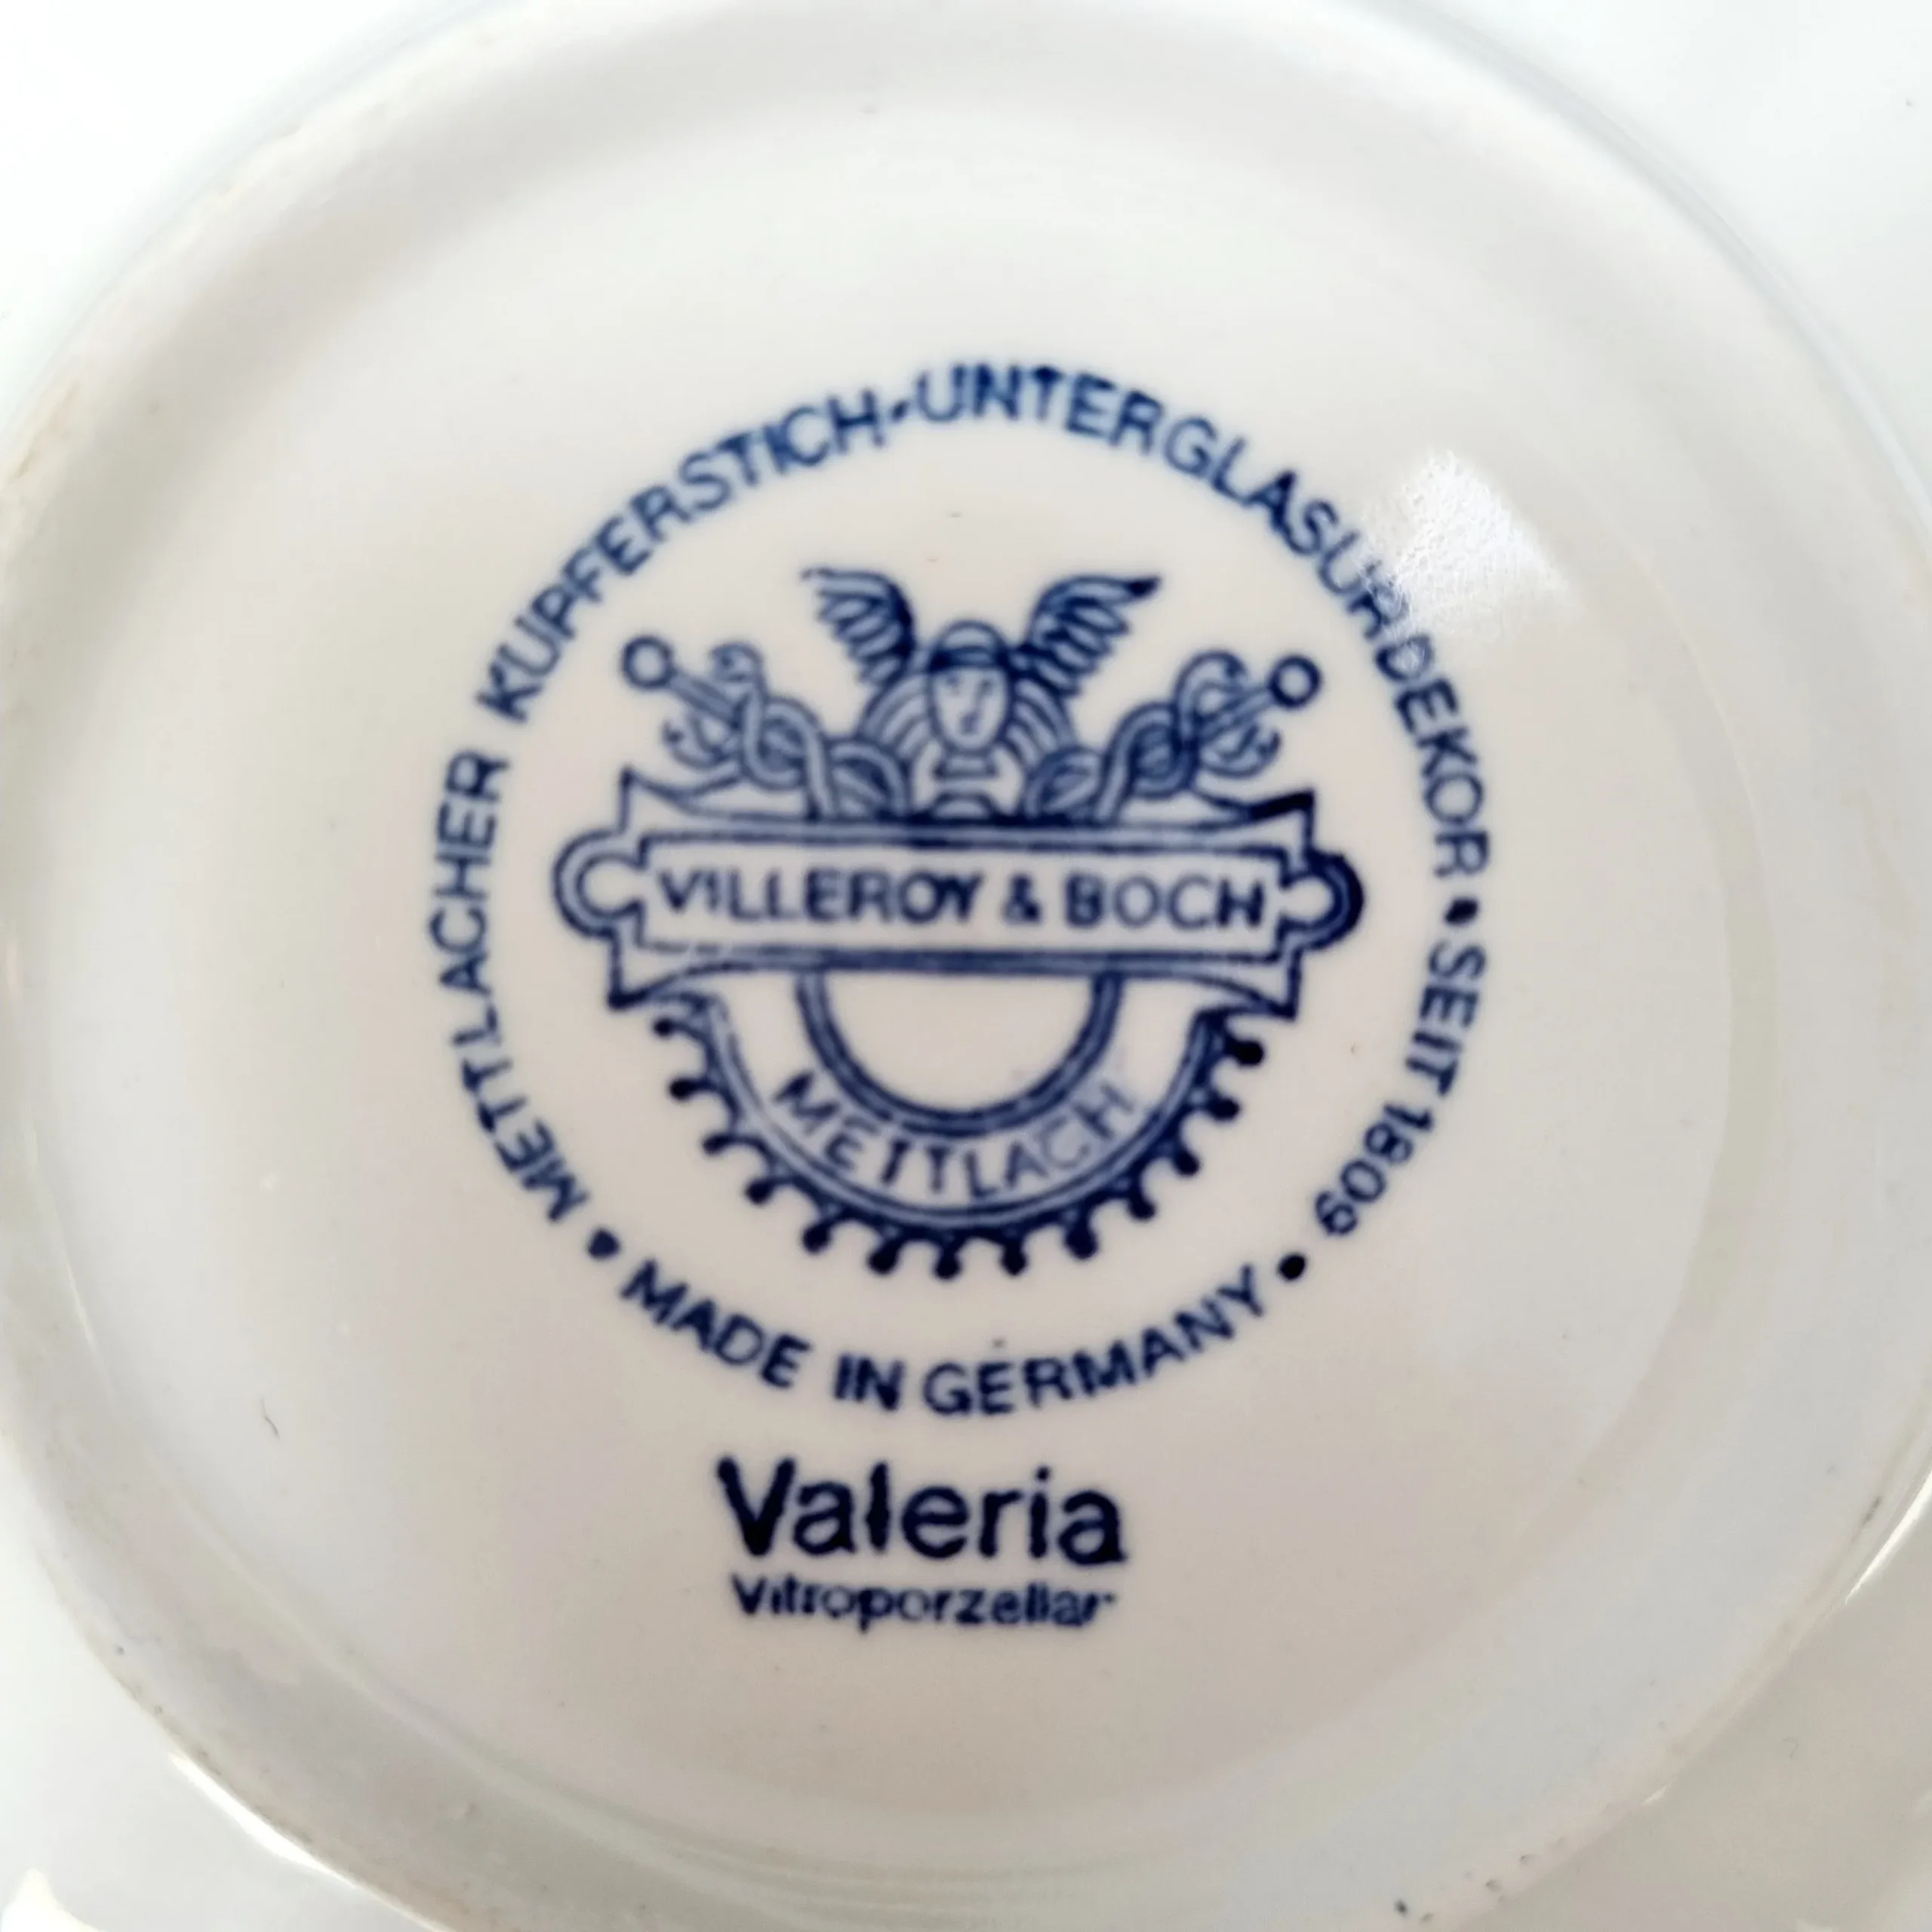 METTLACHER KUPFERSTICH-UNTERGLASURDEKOR • SEIT 1809 •
VILLEROY & BOCH
METTLACH
• MADE IN GERMANY
Valeria
Vitroporzellan